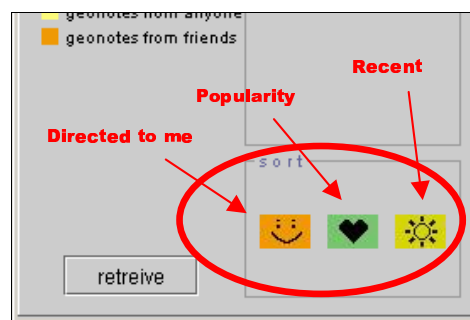 geonotes from anyone
geonotes from friends
Recent
Popularity
Directed to me
sort
retreive